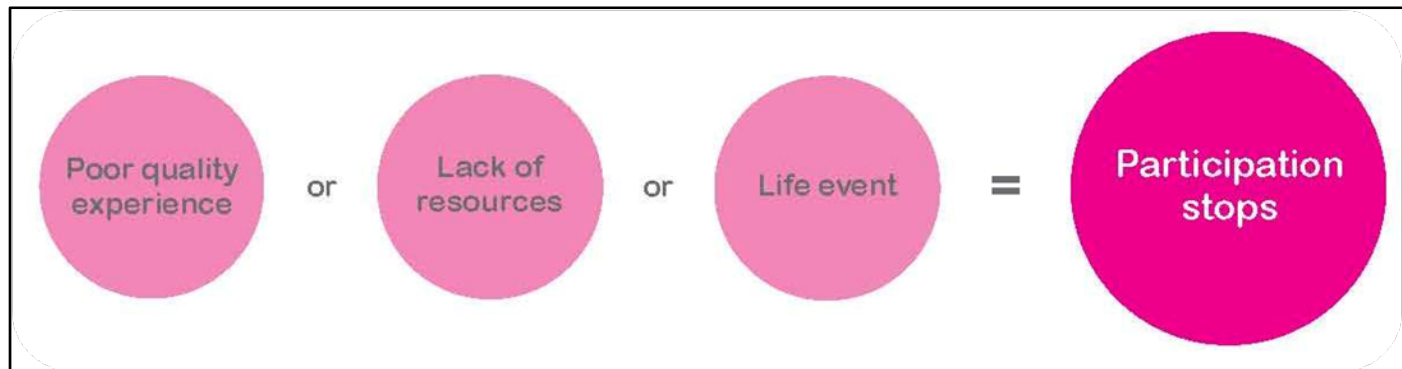 Poor quality
experience
or
Lack of
resources
or
Life event
=
Participation
stops